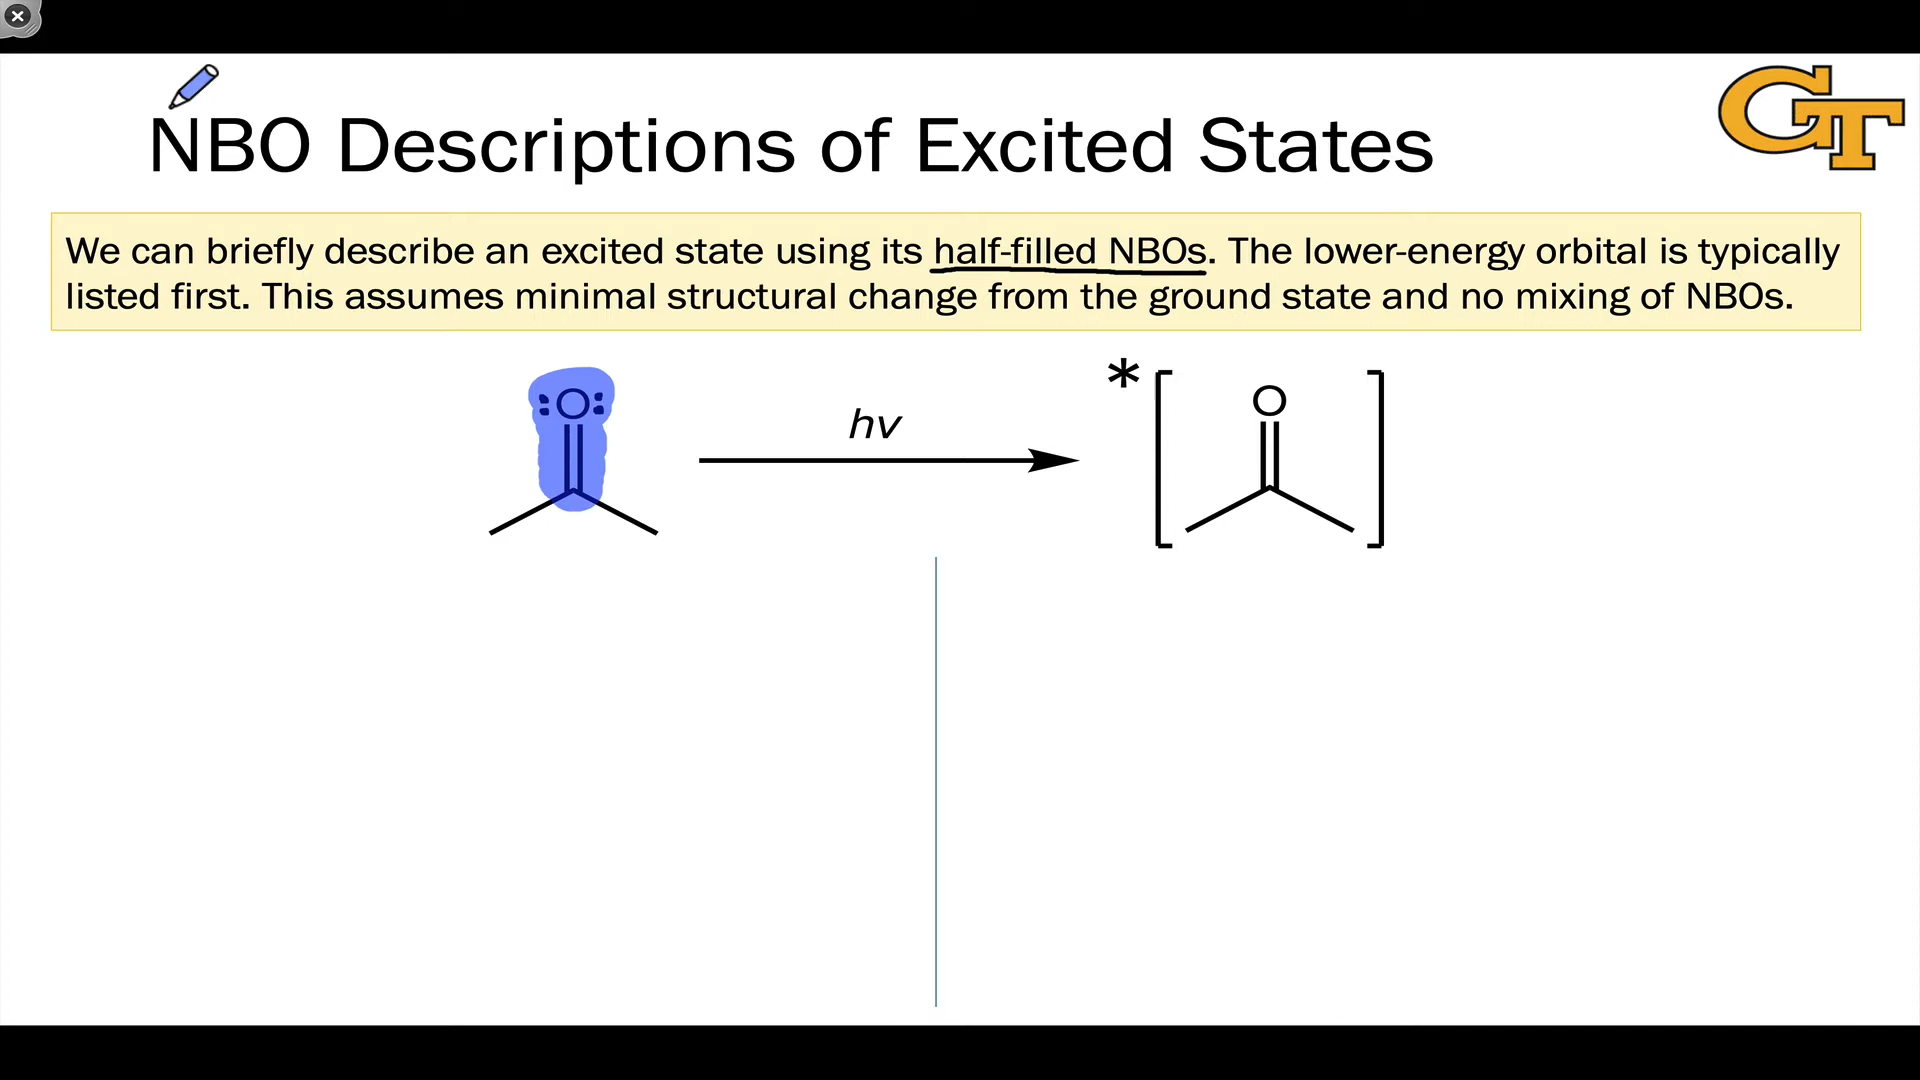 NBO Descriptions of Excited States
GT
We can briefly describe an excited state using its half-filled NBOs. The lower-energy orbital is typically
listed first. This assumes minimal structural change from the ground state and no mixing of NBOs.
:O:
hν
*
O